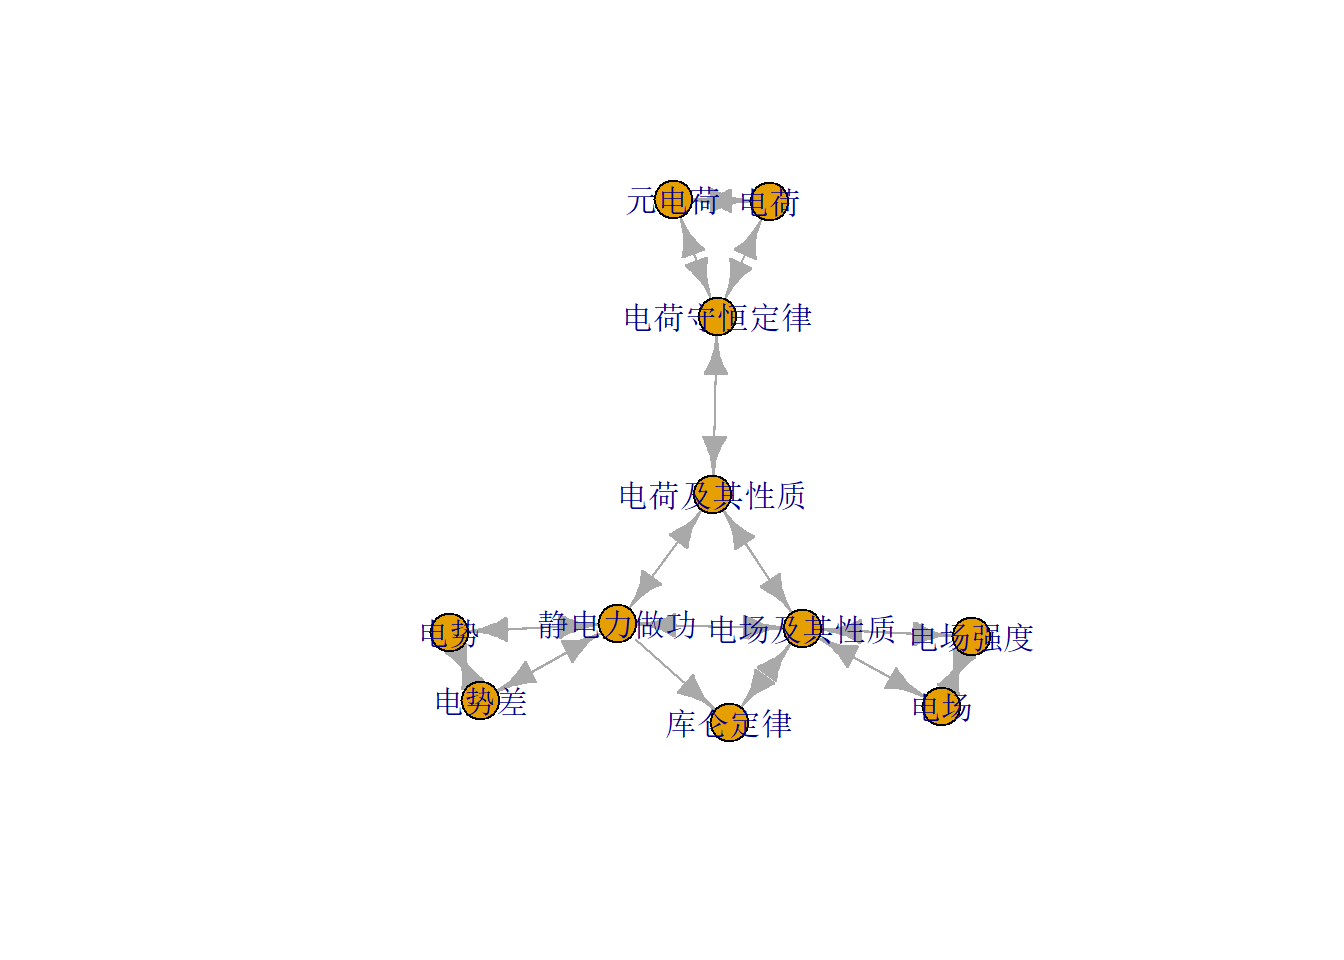 元电荷
电荷
电荷守恒定律
电荷及其性质
电势
静电力做功
电场及其性质
电场强度
电势差
库仑定律
电场